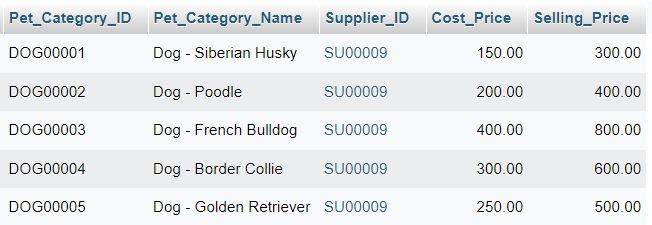 Pet_Category_ID Pet_Category_Name Supplier_ID Cost_Price Selling_Price
DOG00001 Dog - Siberian Husky SU00009 150.00 300.00
DOG00002 Dog - Poodle SU00009 200.00 400.00
DOG00003 Dog - French Bulldog SU00009 400.00 800.00
DOG00004 Dog - Border Collie SU00009 300.00 600.00
DOG00005 Dog - Golden Retriever SU00009 250.00 500.00